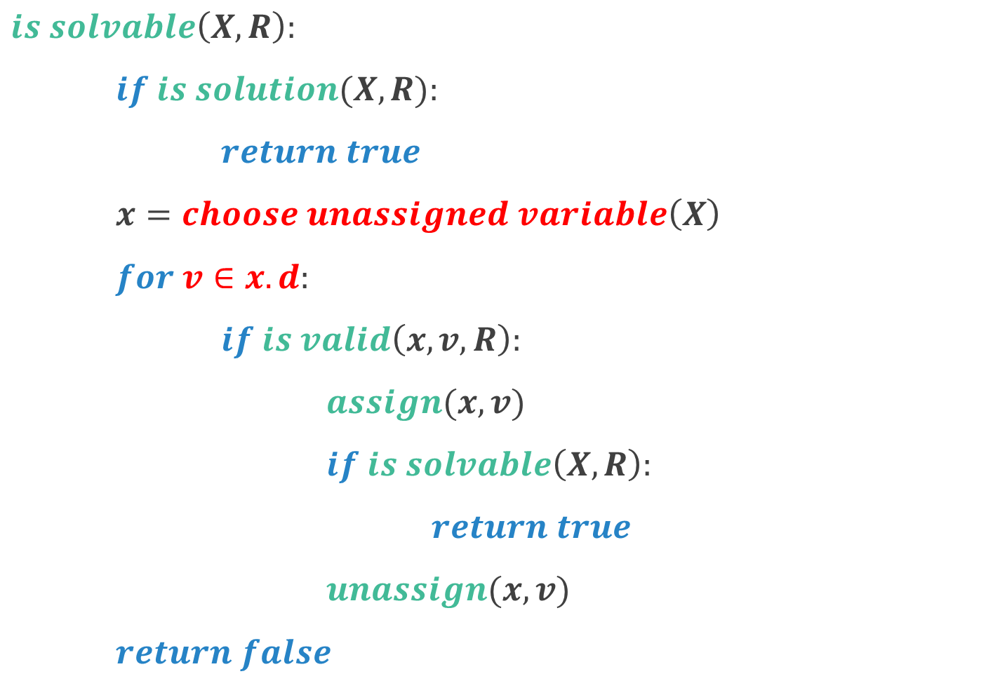 is solvable(X, R):
if is solution(X, R):
return true
x = choose unassigned variable(X)
for v ∈ x. d:
if is valid(x, v, R):
assign(x, v)
if is solvable(X, R):
return true
unassign(x, v)
return false